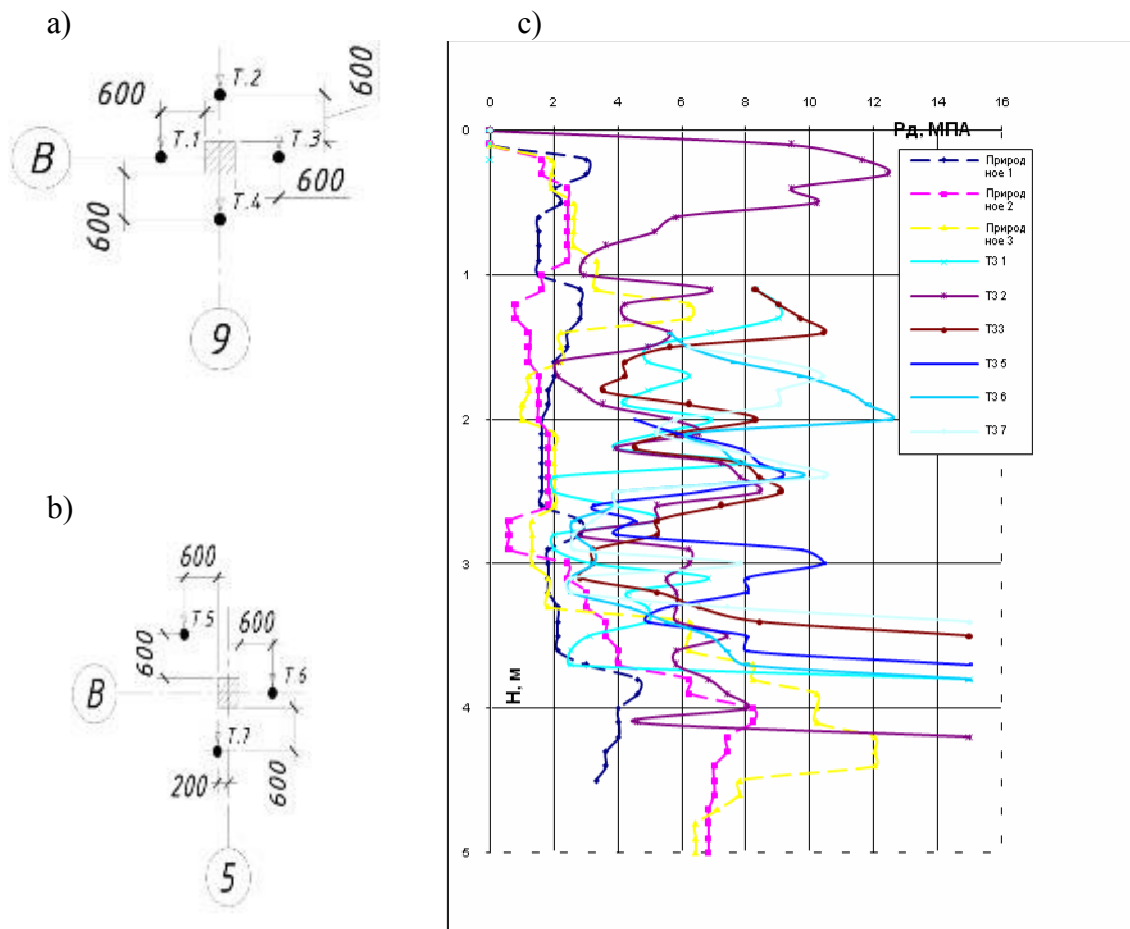 a)
600
Т.2
600
Т.1
Т.3
В
600
Т.4
600
9
b)
600
Т 5
600
600
В
Т 6
Т.7
200
600
5
c)
0 2 4 6 8 10 12 14 16
Рд, МПА
0
1
2
3
4
5
Н, м
Природ
ное 1
Природ
ное 2
Природ
ное 3
ТЗ 1
ТЗ 2
ТЗ 3
ТЗ 5
ТЗ 6
ТЗ 7